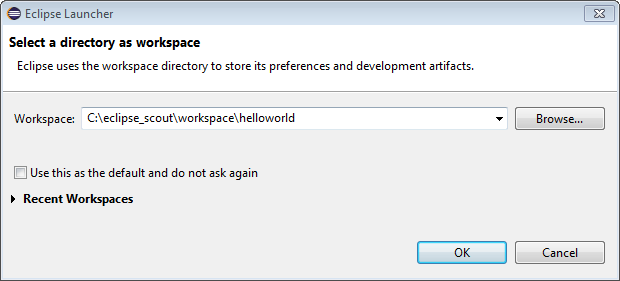 Eclipse Launcher
Select a directory as workspace
Eclipse uses the workspace directory to store its preferences and development artifacts.
Workspace: C:\eclipse_scout\workspace\helloworld Browse...
Use this as the default and do not ask again
Recent Workspaces
OK Cancel